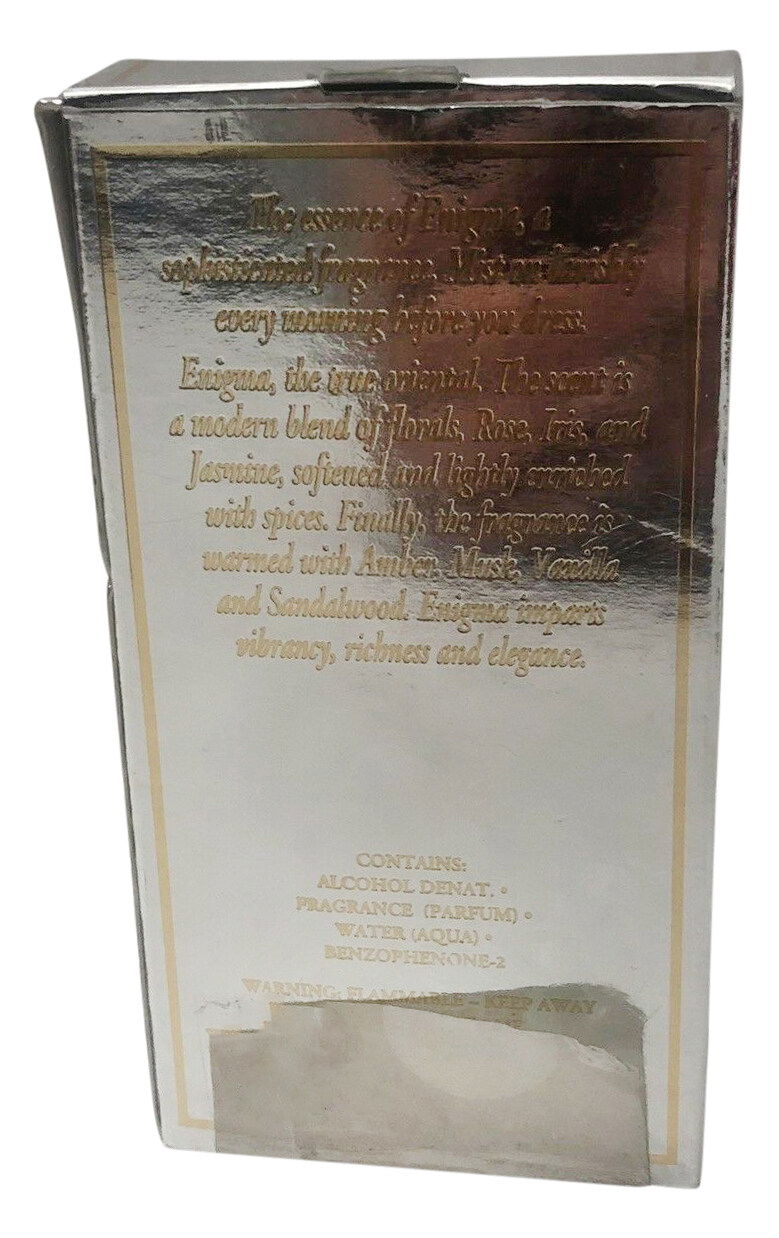 The essence of Enigma, a
sophisticated fragrance. Mist on lavishly
every morning before you dress.
Enigma, the true oriental. The scent is
a modern blend of florals, Rose, Iris, and
Jasmine, softened and lightly enriched
with spices. Finally, the fragrance is
warmed with Amber, Musk, Vanilla
and Sandalwood. Enigma imparts
vibrancy, richness and elegance.
CONTAINS:
ALCOHOL DENAT. •
FRAGRANCE (PARFUM) •
WATER (AQUA) •
BENZOPHENONE-2
WARNING: FLAMMABLE – KEEP AWAY